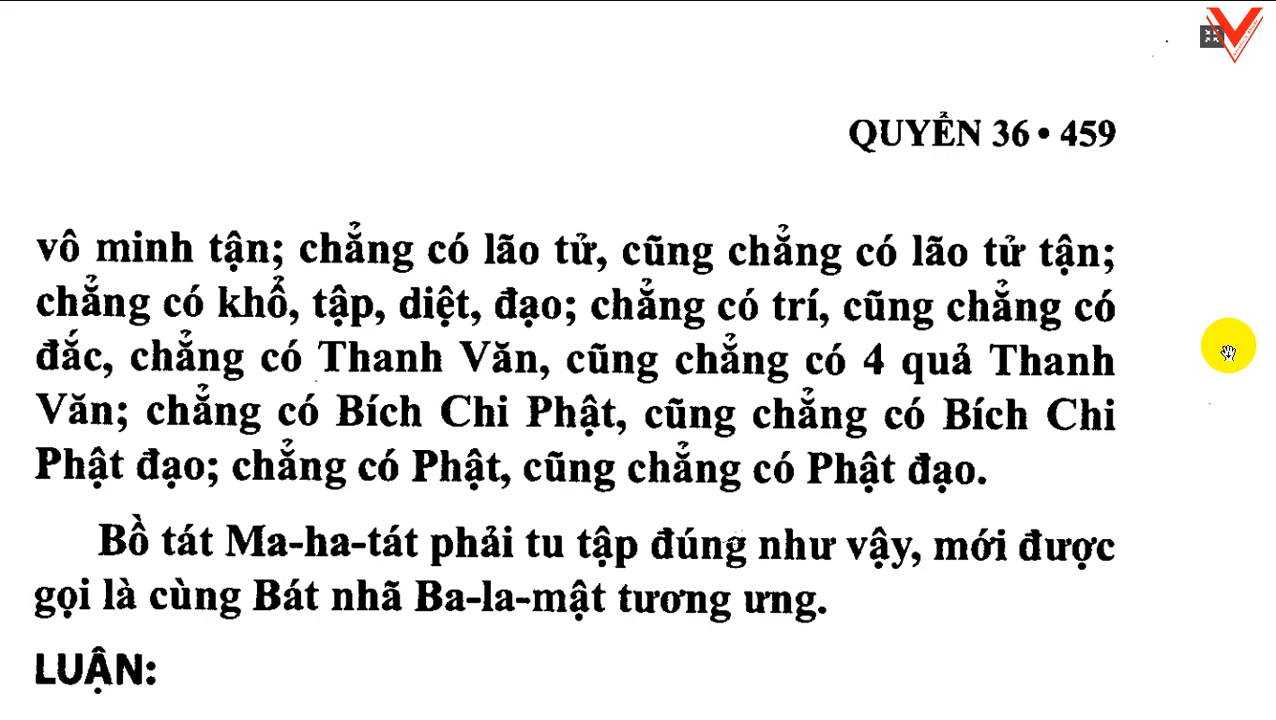 QUYỂN 36 • 459
vô minh tận; chẳng có lão tử, cũng chẳng có lão tử tận;
chẳng có khổ, tập, diệt, đạo; chẳng có trí, cũng chẳng có
đắc, chẳng có Thanh Văn, cũng chẳng có 4 quả Thanh
Văn; chẳng có Bích Chi Phật, cũng chẳng có Bích Chi
Phật đạo; chẳng có Phật, cũng chẳng có Phật đạo.
Bồ tát Ma-ha-tát phải tu tập đúng như vậy, mới được
gọi là cùng Bát nhã Ba-la-mật tương ưng.
LUẬN: